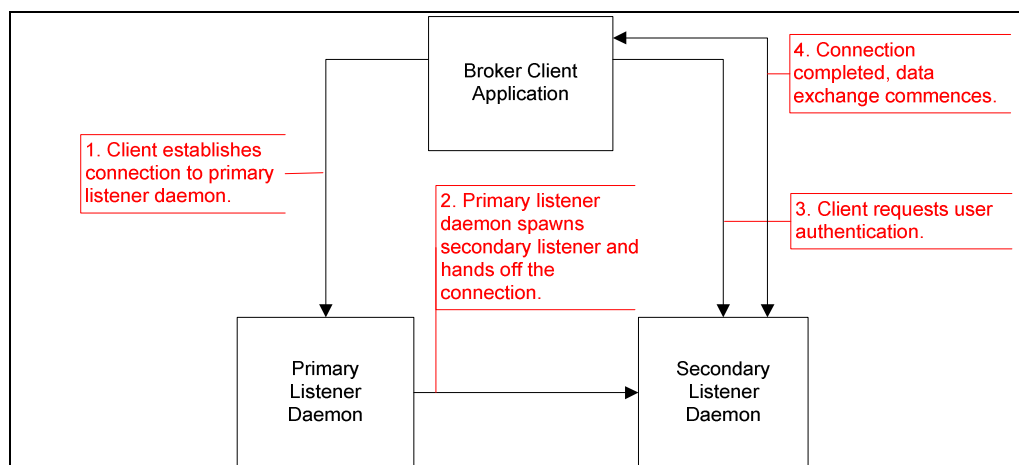 Broker Client
Application
4. Connection
completed, data
exchange commences.
1. Client establishes
connection to primary
listener daemon.
2. Primary listener
daemon spawns
secondary listener and
hands off the
connection.
3. Client requests user
authentication.
Primary
Listener
Daemon
Secondary
Listener
Daemon